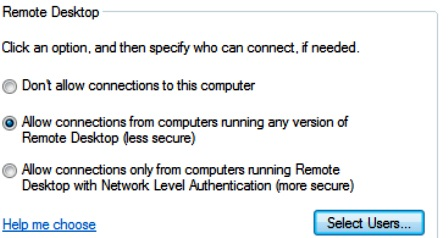 Remote Desktop
Click an option, and then specify who can connect, if needed.
Don't allow connections to this computer
Allow connections from computers running any version of
Remote Desktop (less secure)
Allow connections only from computers running Remote
Desktop with Network Level Authentication (more secure)
Help me choose
Select Users...